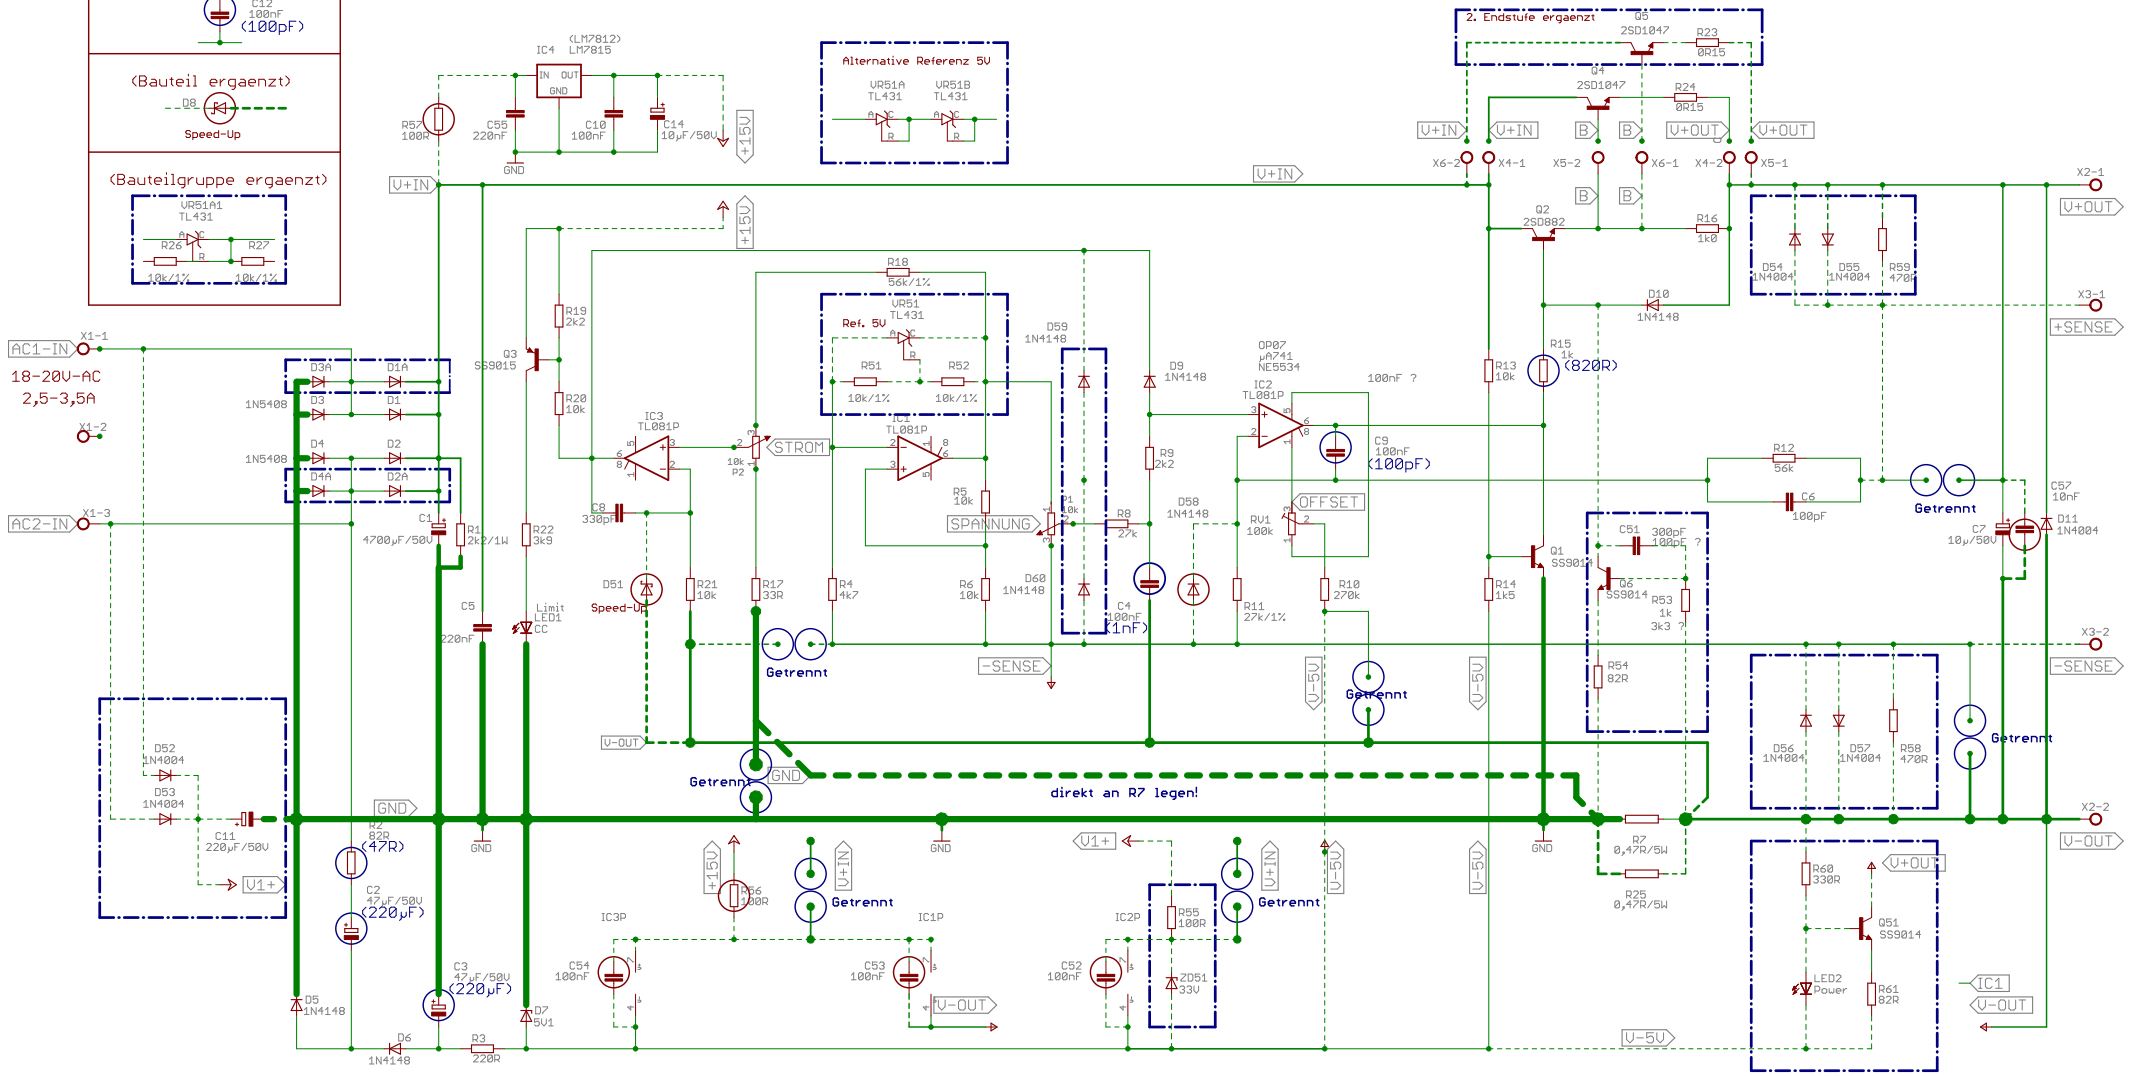 C12
100nF
(100pF)
(Bauteil ergaenzt)
D8
Speed-Up
(Bauteilgruppe ergaenzt)
VR51A1
TL431
A C
R
R26
R27
10k/1%
10k/1%
(LM7812)
IC4
LM7815
IN OUT
GND
R57
100R
C55
220nF
C10
100nF
C14
10µF/50V
+15V
GND
V+IN
Alternative Referenz 5V
VR51A
TL431
VR51B
TL431
A C
R
A C
R
2. Endstufe ergaenzt
Q5
2SD1047
R23
0R15
Q4
2SD1047
R24
0R15
V+IN
V+IN
B
B
V+OUT
V+OUT
X6-2
X4-1
X5-2
X6-1
X4-2
X5-1
V+IN
B
B
Q2
2SD882
R16
1k0
X2-1
V+OUT
D54
1N4004
D55
1N4004
R59
470R
X3-1
+SENSE
D10
1N4148
+15V
R18
56k/1%
R19
2k2
Q3
SS9015
R20
10k
VR51
TL431
Ref. 5V
A C
R
R51
10k/1%
R52
10k/1%
D59
1N4148
D9
1N4148
OP07
µA741
NE5534
IC2
TL081P
100nF ?
R13
10k
R15
1k
(820R)
X1-1
AC1-IN
18-20V-AC
2,5-3,5A
X1-2
X1-3
AC2-IN
D3A
D1A
1N5408
D3
D1
1N5408
D4
D2
D4A
D2A
IC3
TL081P
STROM
10k
P2
IC1
TL081P
R9
2k2
C9
100nF
(100pF)
R12
56k
C6
100pF
Getrennt
C57
10nF
C7
10µ/50V
D11
1N4004
C1
4700µF/50V
R1
2k2/1W
R22
3k9
C8
330pF
R5
10k
SPANNUNG
P1
10k
R8
27k
D58
1N4148
OFFSET
RV1
100k
Q1
SS9014
C51
300pF
100pF ?
Q6
SS9014
R53
1k
3k3 ?
D51
Speed-Up
R21
10k
R17
33R
R4
4k7
R6
10k
D60
1N4148
C4
100nF
(1nF)
R11
27k/1%
R10
270k
R14
1k5
C5
220nF
Limit
LED1
CC
Getrennt
-SENSE
V-5V
Getrennt
V-5V
R54
82R
X3-2
-SENSE
D56
1N4004
D57
1N4004
R58
470R
Getrennt
V-OUT
Getrennt
GND
direkt an R7 legen!
D52
1N4004
D53
1N4004
C11
220µF/50V
V1+
GND
R2
82R
(47R)
C2
47µF/50V
(220µF)
GND
GND
GND
R7
0,47R/5W
R25
0,47R/5W
X2-2
V-OUT
+15V
R56
100R
V+IN
Getrennt
V1+
V+IN
Getrennt
V-5V
V-5V
IC3P
IC1P
IC2P
R55
100R
C54
100nF
C53
100nF
C52
100nF
ZD51
33V
V-OUT
R60
330R
V+OUT
Q51
SS9014
LED2
Power
R61
82R
IC1
V-OUT
C3
47µF/50V
(220µF)
D5
1N4148
D7
5V1
D6
1N4148
R3
220R
V-5V